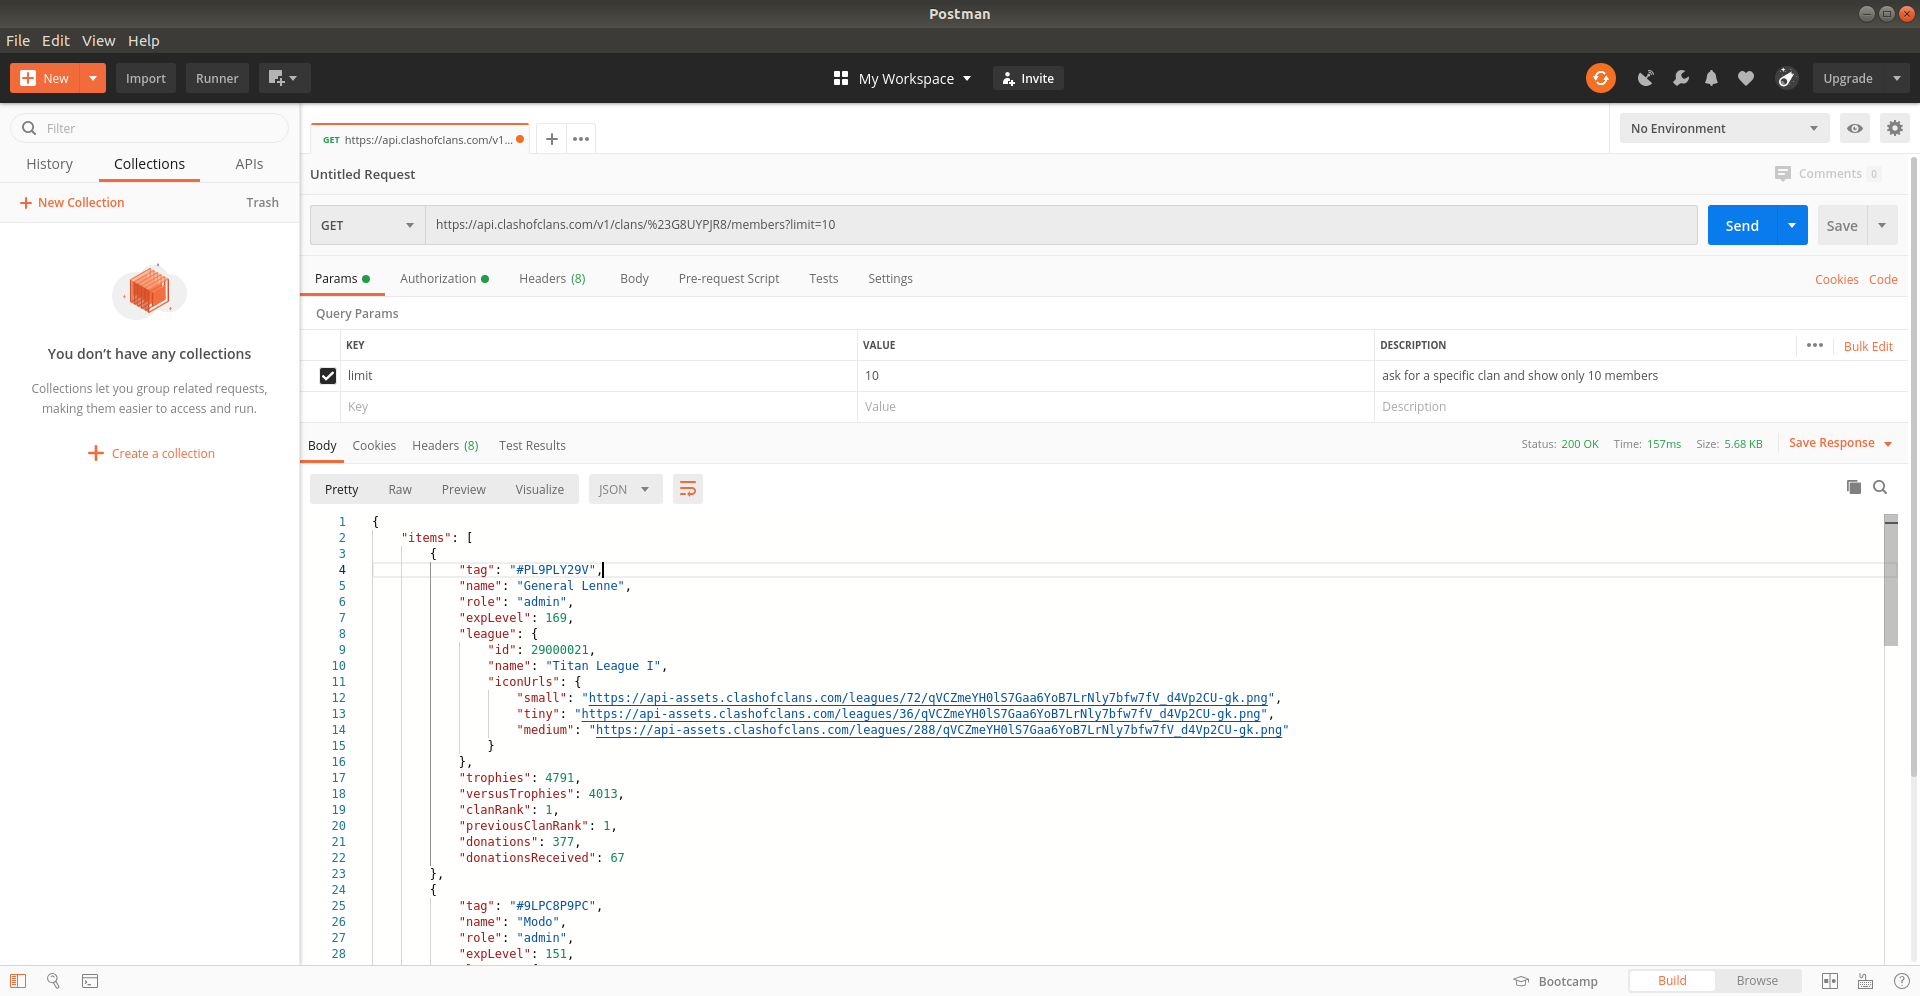 Postman
File Edit View Help
New Import Runner My Workspace Invite Upgrade
Filter
History Collections APIs
New Collection Trash
You don't have any collections
Collections let you group related requests,
making them easier to access and run.
Create a collection
GET https://api.clashofclans.com/v1...
No Environment
Untitled Request
Comments 0
GET https://api.clashofclans.com/v1/clans/%23G8UYPJR8/members?limit=10 Send Save
Params Authorization Headers (8) Body Pre-request Script Tests Settings Cookies Code
Query Params
KEY VALUE DESCRIPTION Bulk Edit
limit 10 ask for a specific clan and show only 10 members
Key Value Description
Body Cookies Headers (8) Test Results Status: 200 OK Time: 157ms Size: 5.68 KB Save Response
Pretty Raw Preview Visualize JSON
1 {
2 "items": [
3 {
4 "tag": "#PL9PLY29V",
5 "name": "General Lenne",
6 "role": "admin",
7 "expLevel": 169,
8 "league": {
9 "id": 29000021,
10 "name": "Titan League I",
11 "iconUrls": {
12 "small": "https://api-assets.clashofclans.com/leagues/72/qVCZmeYH0lS7Gaa6YoB7LrNly7bfw7fV_d4Vp2CU-gk.png",
13 "tiny": "https://api-assets.clashofclans.com/leagues/36/qVCZmeYH0lS7Gaa6YoB7LrNly7bfw7fV_d4Vp2CU-gk.png",
14 "medium": "https://api-assets.clashofclans.com/leagues/288/qVCZmeYH0lS7Gaa6YoB7LrNly7bfw7fV_d4Vp2CU-gk.png"
15 }
16 },
17 "trophies": 4791,
18 "versusTrophies": 4013,
19 "clanRank": 1,
20 "previousClanRank": 1,
21 "donations": 377,
22 "donationsReceived": 67
23 },
24 {
25 "tag": "#9LPC8P9PC",
26 "name": "Modo",
27 "role": "admin",
28 "expLevel": 151,
Bootcamp Build Browse